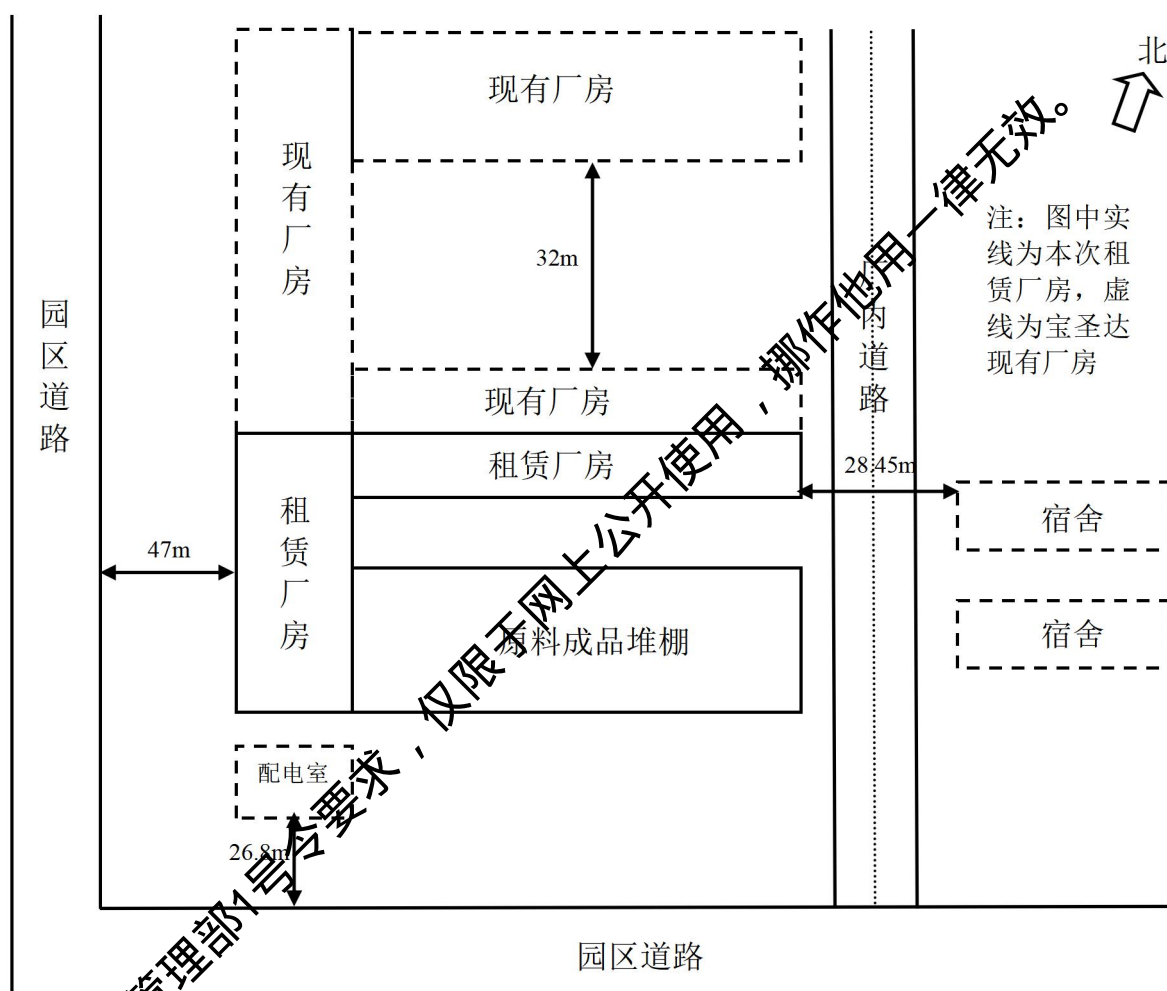 北
现有厂房
现有厂房
32m
注：图中实
线为本次租
赁厂房，虚
线为宝圣达
现有厂房
园区道路
厂内道路
现有厂房
租赁厂房
28.45m
宿舍
租赁厂房
47m
宿舍
原料成品堆棚
配电室
26.8m
园区道路
管理部1号令要求，仅限于网上公开使用，挪作他用一律无效。